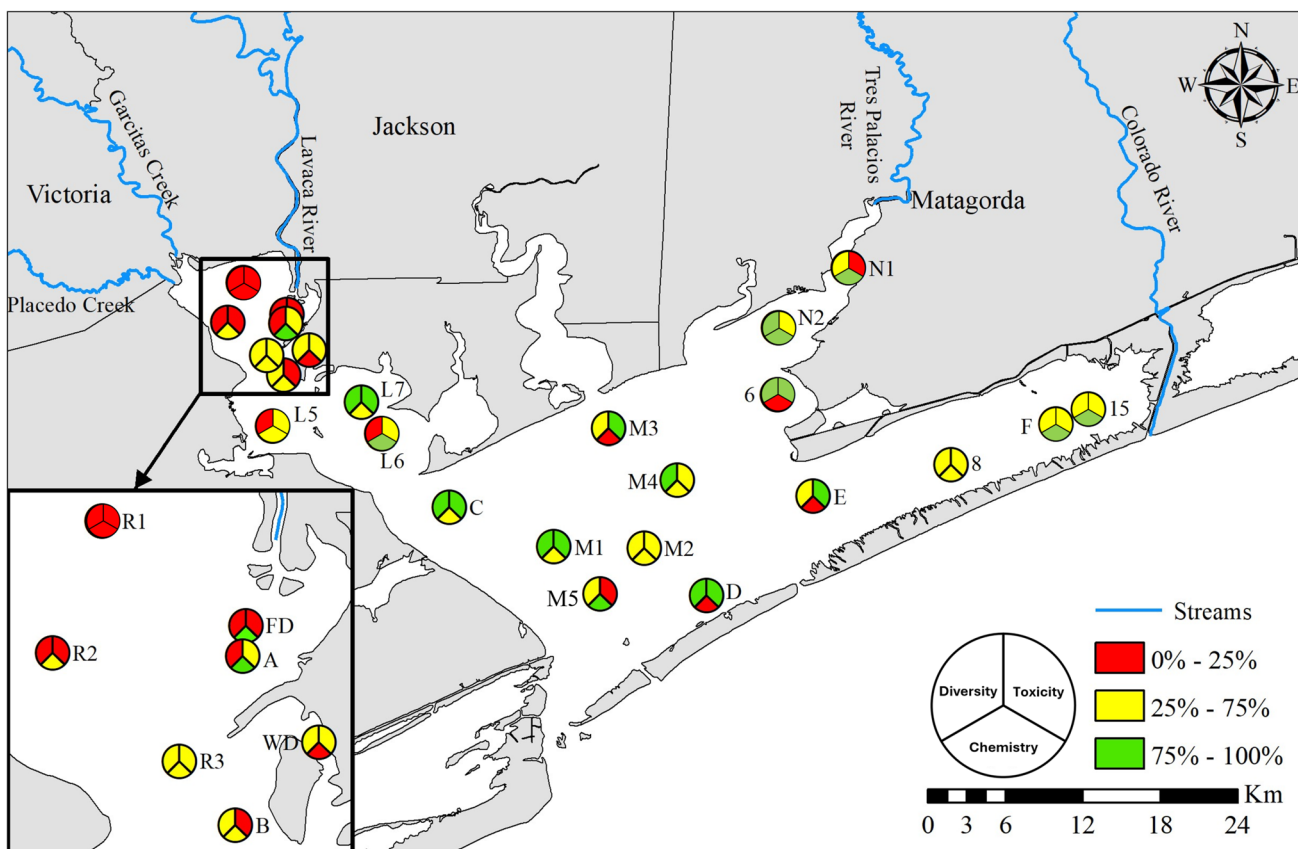 N
W
E
S
Garcitas Creek
Lavaca River
Jackson
Tres Palacios
River
Colorado River
Victoria
Matagorda
Placedo Creek
N1
N2
L7
6
L5
L6
M3
15
F
M4
8
E
C
M1
M2
M5
D
R1
FD
A
R2
WD
R3
B
Streams
Diversity
Toxicity
Chemistry
0% - 25%
25% - 75%
75% - 100%
Km
0 3 6 12 18 24